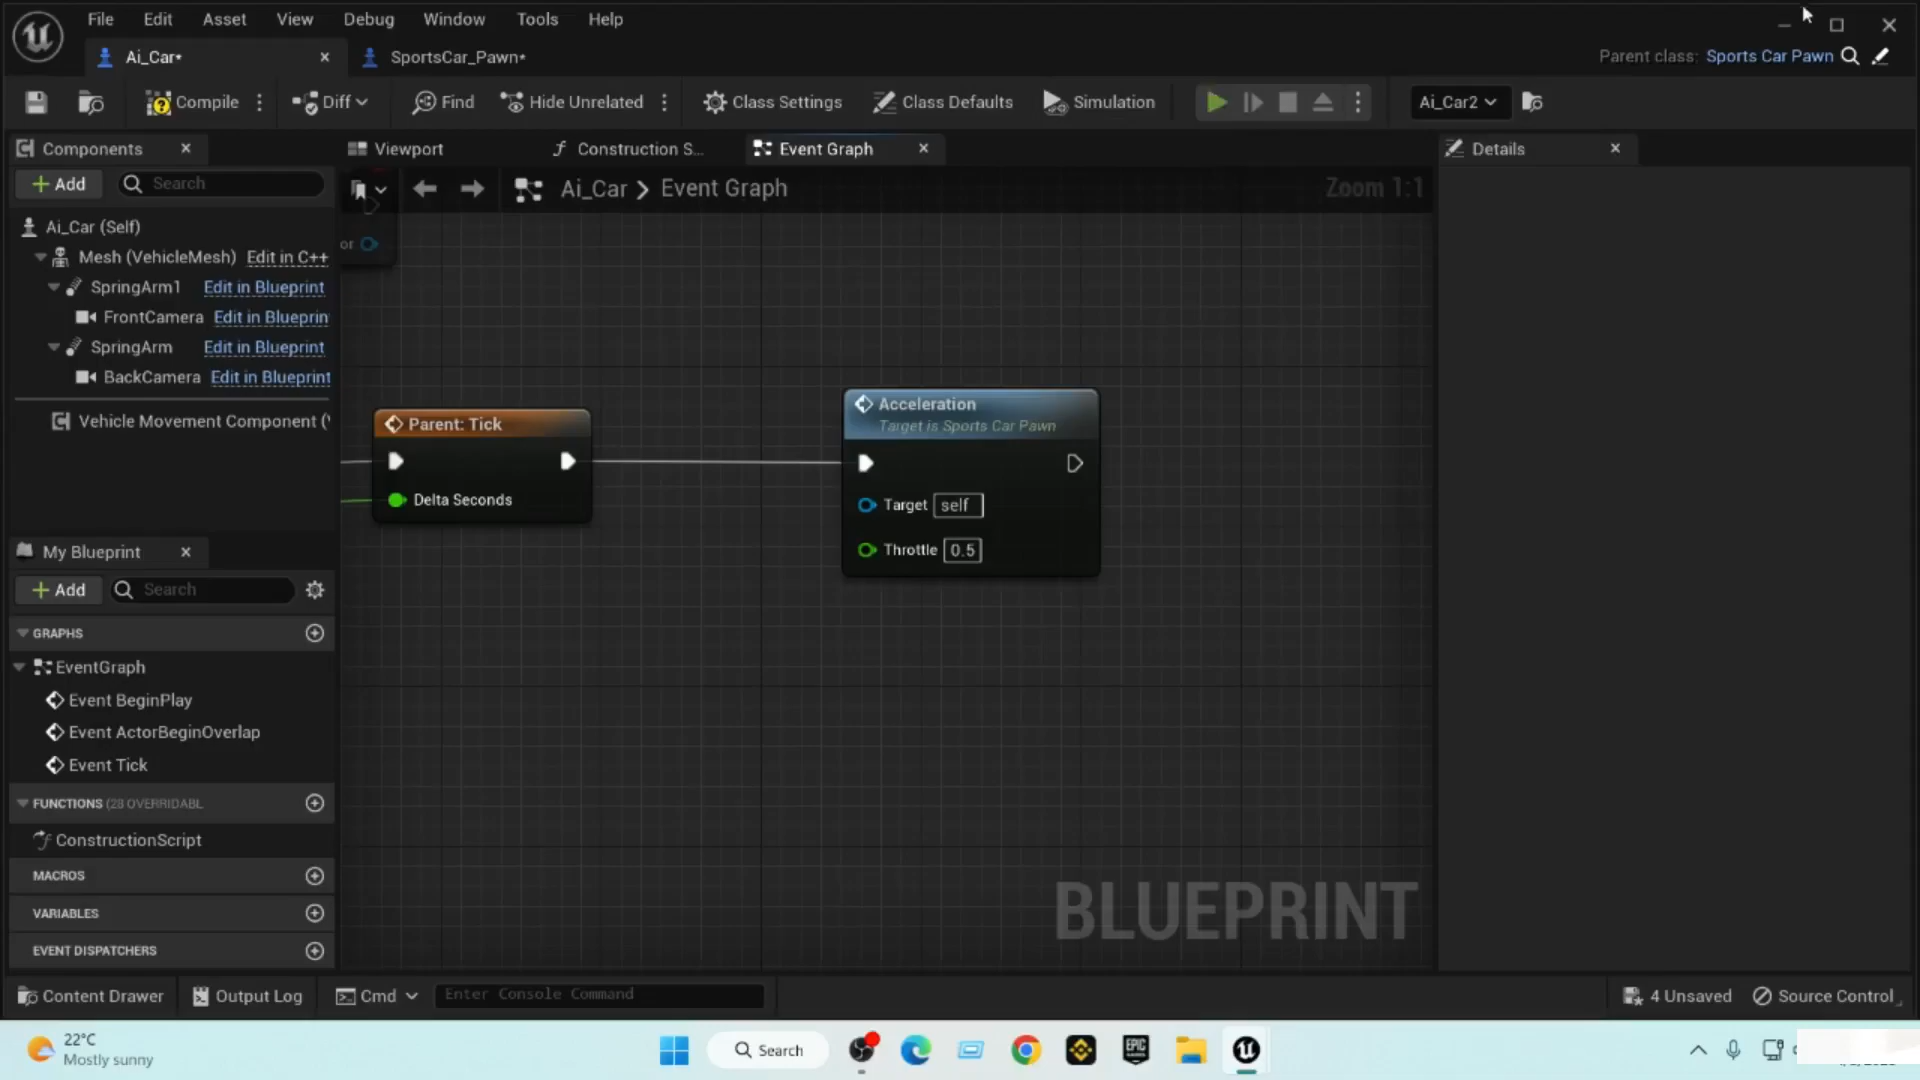 File Edit Asset View Debug Window Tools Help
Ai_Car*
SportsCar_Pawn*
Parent class: Sports Car Pawn
Compile
Diff
Find
Hide Unrelated
Class Settings
Class Defaults
Simulation
Ai_Car2
Components
Viewport
Construction S...
Event Graph
Details
Add
Search
Ai_Car > Event Graph
Zoom 1:1
Ai_Car (Self)
or
Mesh (VehicleMesh) Edit in C++
SpringArm1 Edit in Blueprint
FrontCamera Edit in Blueprin
SpringArm Edit in Blueprint
BackCamera Edit in Blueprint
Vehicle Movement Component (
Parent: Tick
Delta Seconds
Acceleration
Target is Sports Car Pawn
Target self
Throttle 0.5
My Blueprint
Add
Search
GRAPHS
EventGraph
Event BeginPlay
Event ActorBeginOverlap
Event Tick
FUNCTIONS (28 OVERRIDABL
ConstructionScript
MACROS
VARIABLES
EVENT DISPATCHERS
BLUEPRINT
Content Drawer
Output Log
Cmd
Enter Console Command
4 Unsaved
Source Control
22°C
Mostly sunny
Search
EPIC